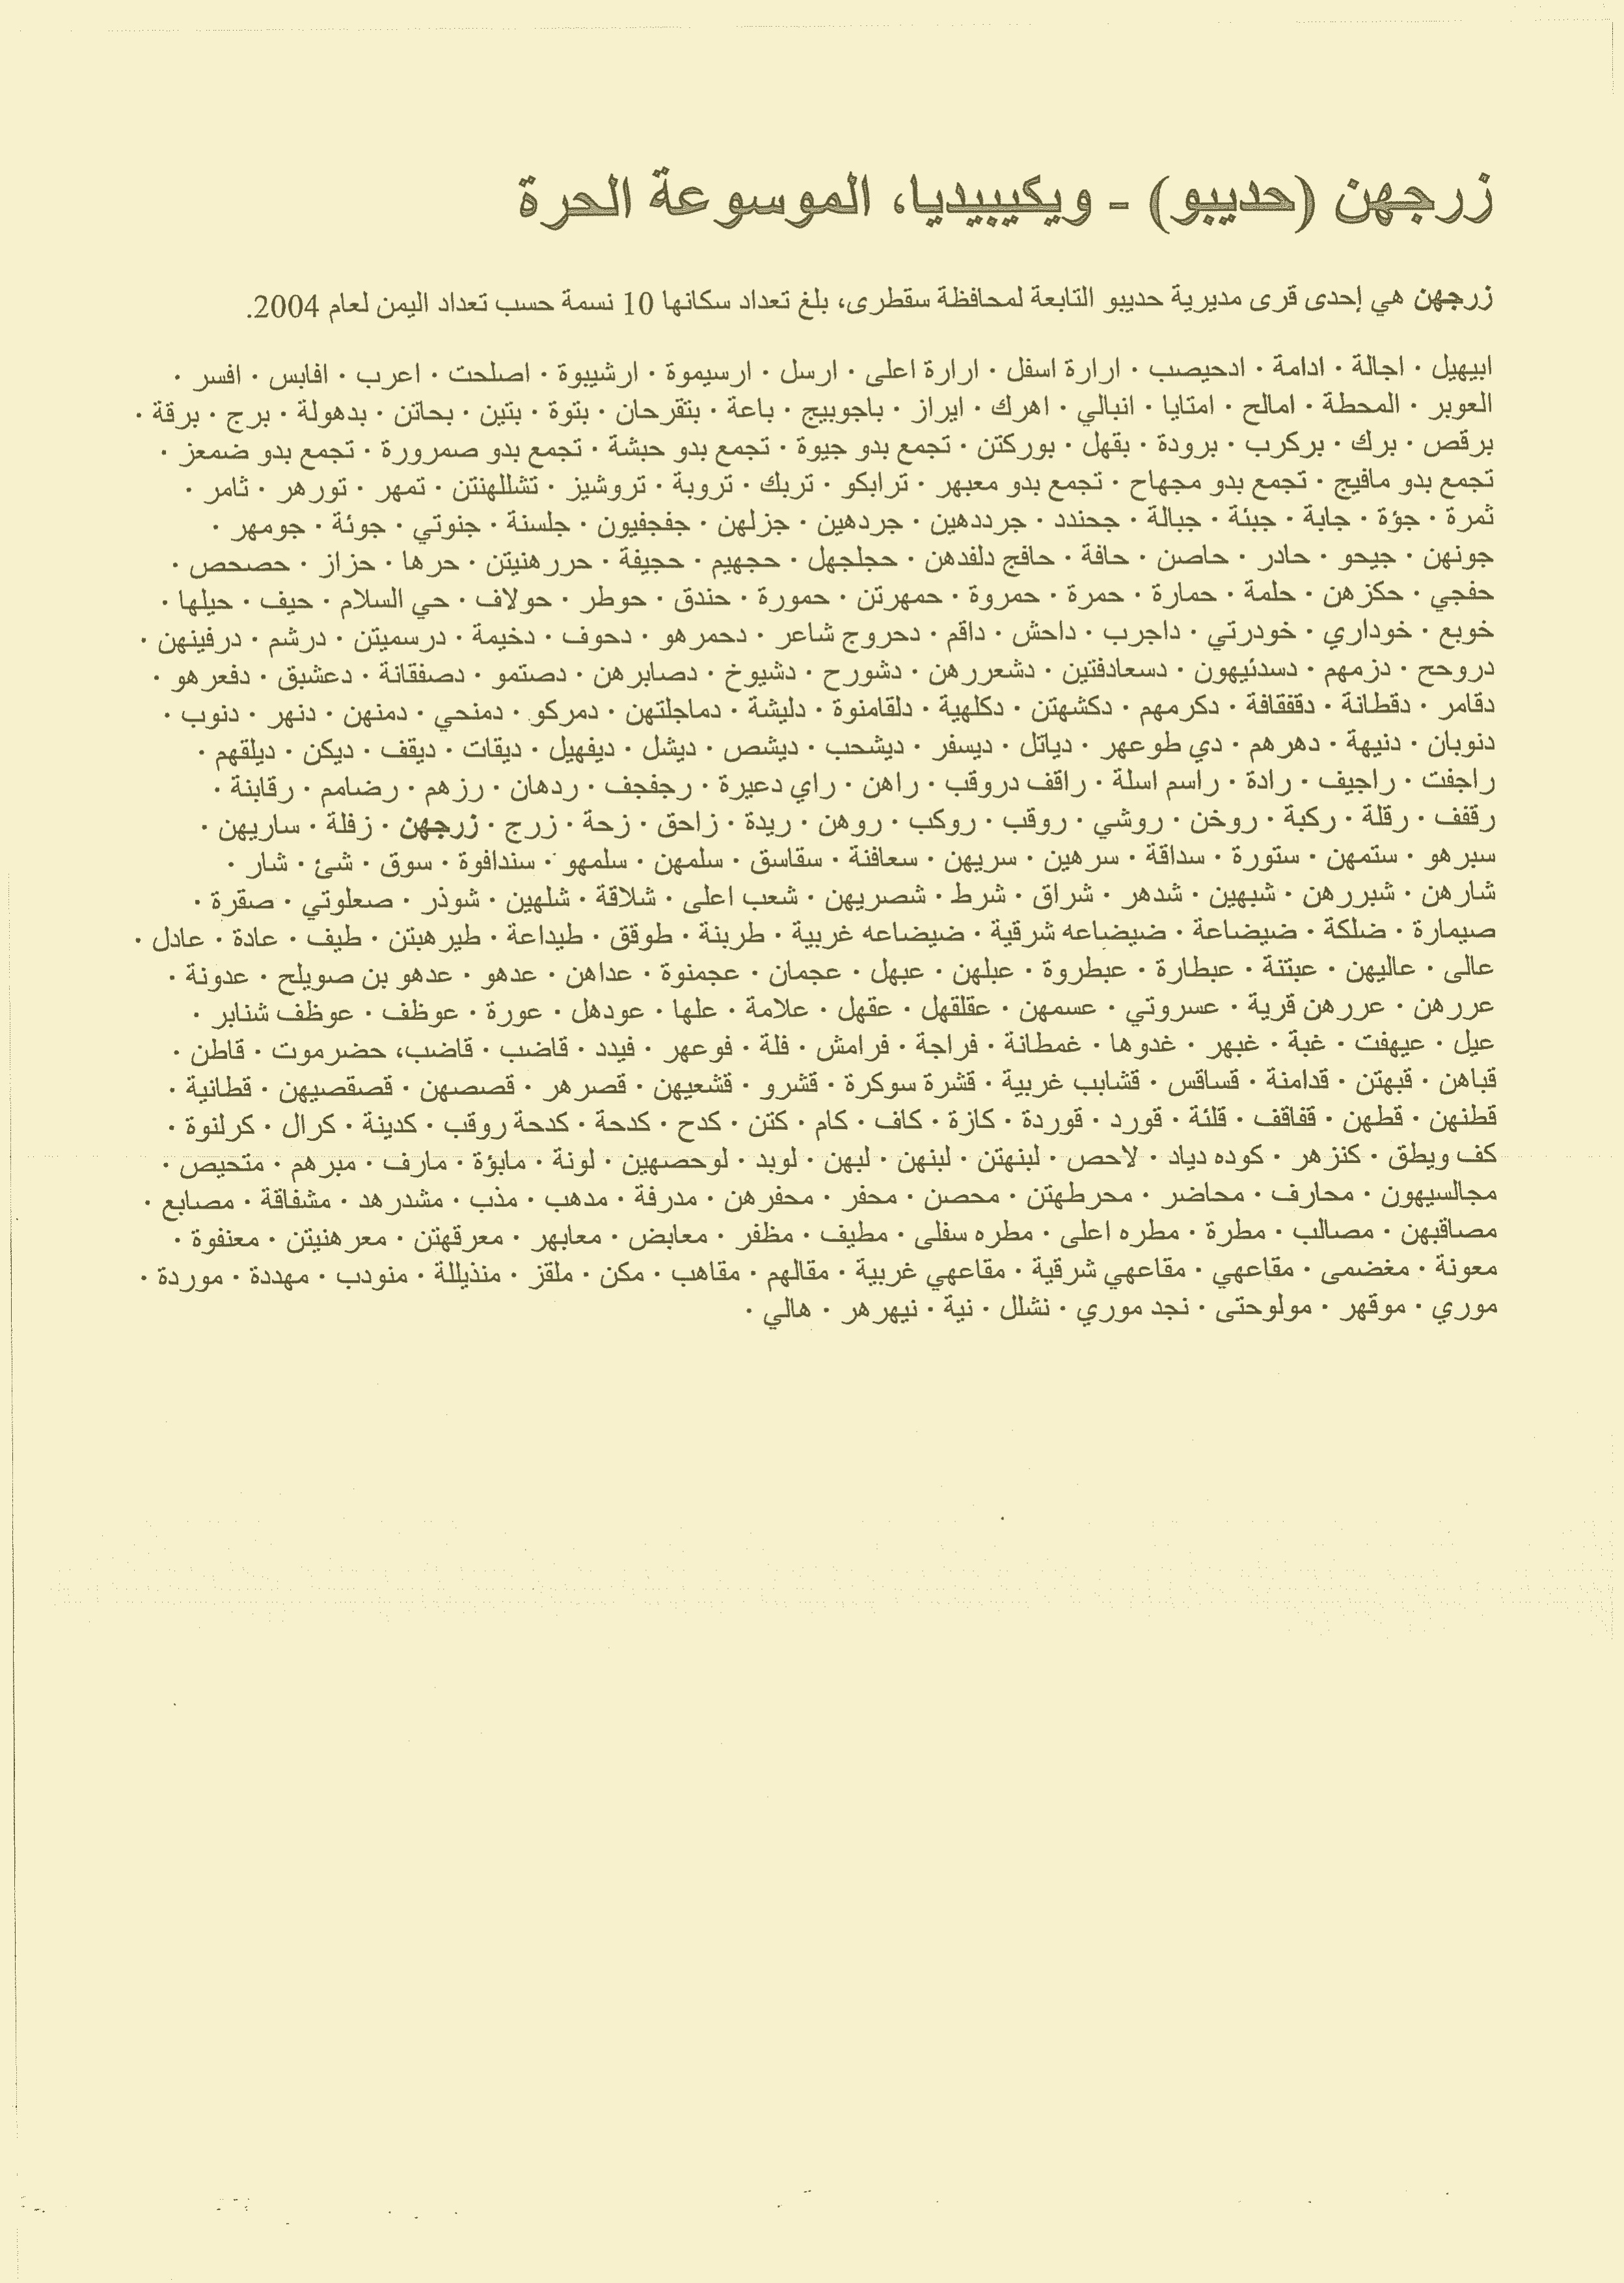 زرجهن (حديبو) - ويكيبيديا، الموسوعة الحرة
زرجهن هي إحدى قرى مديرية حديبو التابعة لمحافظة سقطرى، بلغ تعداد سكانها 10 نسمة حسب تعداد اليمن لعام 2004.
ابيهيل · اجالة · ادامة · ادحيصب · ارارة اسفل · ارارة اعلى · ارسل · ارسيموة · ارشيبوة · اصلحت · اعرب · افابس · افسر ·
العوبر · المحطة · امالح · امتايا · انبالي · اهرك · ايراز · باجوبيج · باعة · بتقرحان · بتوة · بتين · بحاتن · بدهولة · برج · برقة ·
برقص · برك · بركرب · برودة · بقهل · بوركتن · تجمع بدو جيوة · تجمع بدو حبشة · تجمع بدو صمرورة · تجمع بدو ضمعز ·
تجمع بدو مافيج · تجمع بدو مجهاح · تجمع بدو معبهر · ترابكو · تربك · تروبة · تروشيز · تشللهنتن · تمهر · تورهر · ثامر ·
ثمرة · جؤة · جابة · جبئة · جبالة · جحندد · جرددهين · جردهين · جزلهن · جفجفيون · جلسنة · جنوتي · جوئة · جومهر ·
جونهن · جيحو · حادر · حاصن · حافة · حافج دلفدهن · حجلجهل · حجهيم · حجيفة · حررهنيتن · حرها · حزاز · حصحص ·
حفجي · حكزهن · حلمة · حمارة · حمرة · حمروة · حمهرتن · حمورة · حندق · حوطر · حولاف · حي السلام · حيف · حيلها ·
خويع · خوداري · خودرتي · داجرب · داحش · داقم · دحروج شاعر · دحمرهو · دحوف · دخيمة · درسميتن · درشم · درفينهن ·
دروحح · دزمهم · دسدئيهون · دسعادفتين · دشعررهن · دشورح · دشيوخ · دصابرهن · دصتمو · دصفقانة · دعشبق · دفعرهو ·
دقامر · دقطانة · دقفقافة · دكرمهم · دكشهتن · دكلهية · دلقامنوة · دليشة · دماجلتهن · دمركو · دمنحي · دمنهن · دنهر · دنوب ·
دنوبان · دنيهة · دهرهم · دي طوعهر · دياتل · ديسفر · ديشحب · ديشص · ديشل · ديفهيل · ديقات · ديقف · ديكن · ديلقهم ·
راجفت · راجيف · رادة · راسم اسلة · راقف دروقب · راهن · راي دعيرة · رجفجف · ردهان · رزهم · رضامم · رقابنة ·
رقفف · رقلة · ركبة · روخن · روشي · روقب · روكب · روهن · ريدة · زاحق · زحة · زرج · زرجهن · زفلة · ساريهن ·
سبرهو · ستمهن · ستورة · سداقة · سرهين · سريهن · سعافنة · سقاسق · سلمهن · سلمهو · سندافوة · سوق · شئ · شار ·
شارهن · شبررهن · شبهين · شدهر · شراق · شرط · شصريهن · شعب اعلى · شلاقة · شلهين · شوذر · صعلوتي · صقرة ·
صيمارة · ضلكة · ضيضاعة · ضيضاعه شرقية · ضيضاعه غربية · طربنة · طوقق · طيداعة · طيرهبتن · طيف · عادة · عادل ·
عالى · عاليهن · عبتنة · عبطارة · عبطروة · عبلهن · عبهل · عجمان · عجمنوة · عداهن · عدهو · عدهو بن صويلح · عدونة ·
عررهن · عررهن قرية · عسروتي · عسمهن · عقلقهل · عقهل · علامة · علها · عودهل · عورة · عوظف · عوظف شنابر ·
عيل · عيهفت · غبة · غبهر · غدوها · غمطانة · فراجة · فرامش · فلة · فوعهر · فيدد · قاضب · قاضب، حضرموت · قاطن ·
قباهن · قبهتن · قدامنة · قساقس · قشابب غربية · قشرة سوكرة · قشرو · قشعيهن · قصرهر · قصصهن · قصقصيهن · قطانية ·
قطنهن · قطهن · قفاقف · قلئة · قورد · قوردة · كازة · كاف · كام · كتن · كدح · كدحة · كدحة روقب · كدينة · كرال · كرلنوة ·
كف ويطق · كنزهر · كوده دياد · لاحص · لبنهتن · لبنهن · لبهن · لوبد · لوحصهين · لونة · مابؤة · مارف · مبرهم · متحيص ·
مجالسيهون · محارف · محاضر · محرطهتن · محصن · محفر · محفرهن · مدرفة · مدهب · مذب · مشدرهد · مشفاقة · مصابع ·
مصاقبهن · مصالب · مطرة · مطره اعلى · مطره سفلى · مطيف · مظفر · معابض · معابهر · معرقهتن · معرهنيتن · معنفوة ·
معونة · مغضمى · مقاعهي · مقاعهي شرقية · مقاعهي غربية · مقالهم · مقاهب · مكن · ملقز · منذيللة · منودب · مهددة · موردة ·
موري · موقهر · مولوحتى · نجد موري · نشلل · نية · نيهرهر · هالي ·